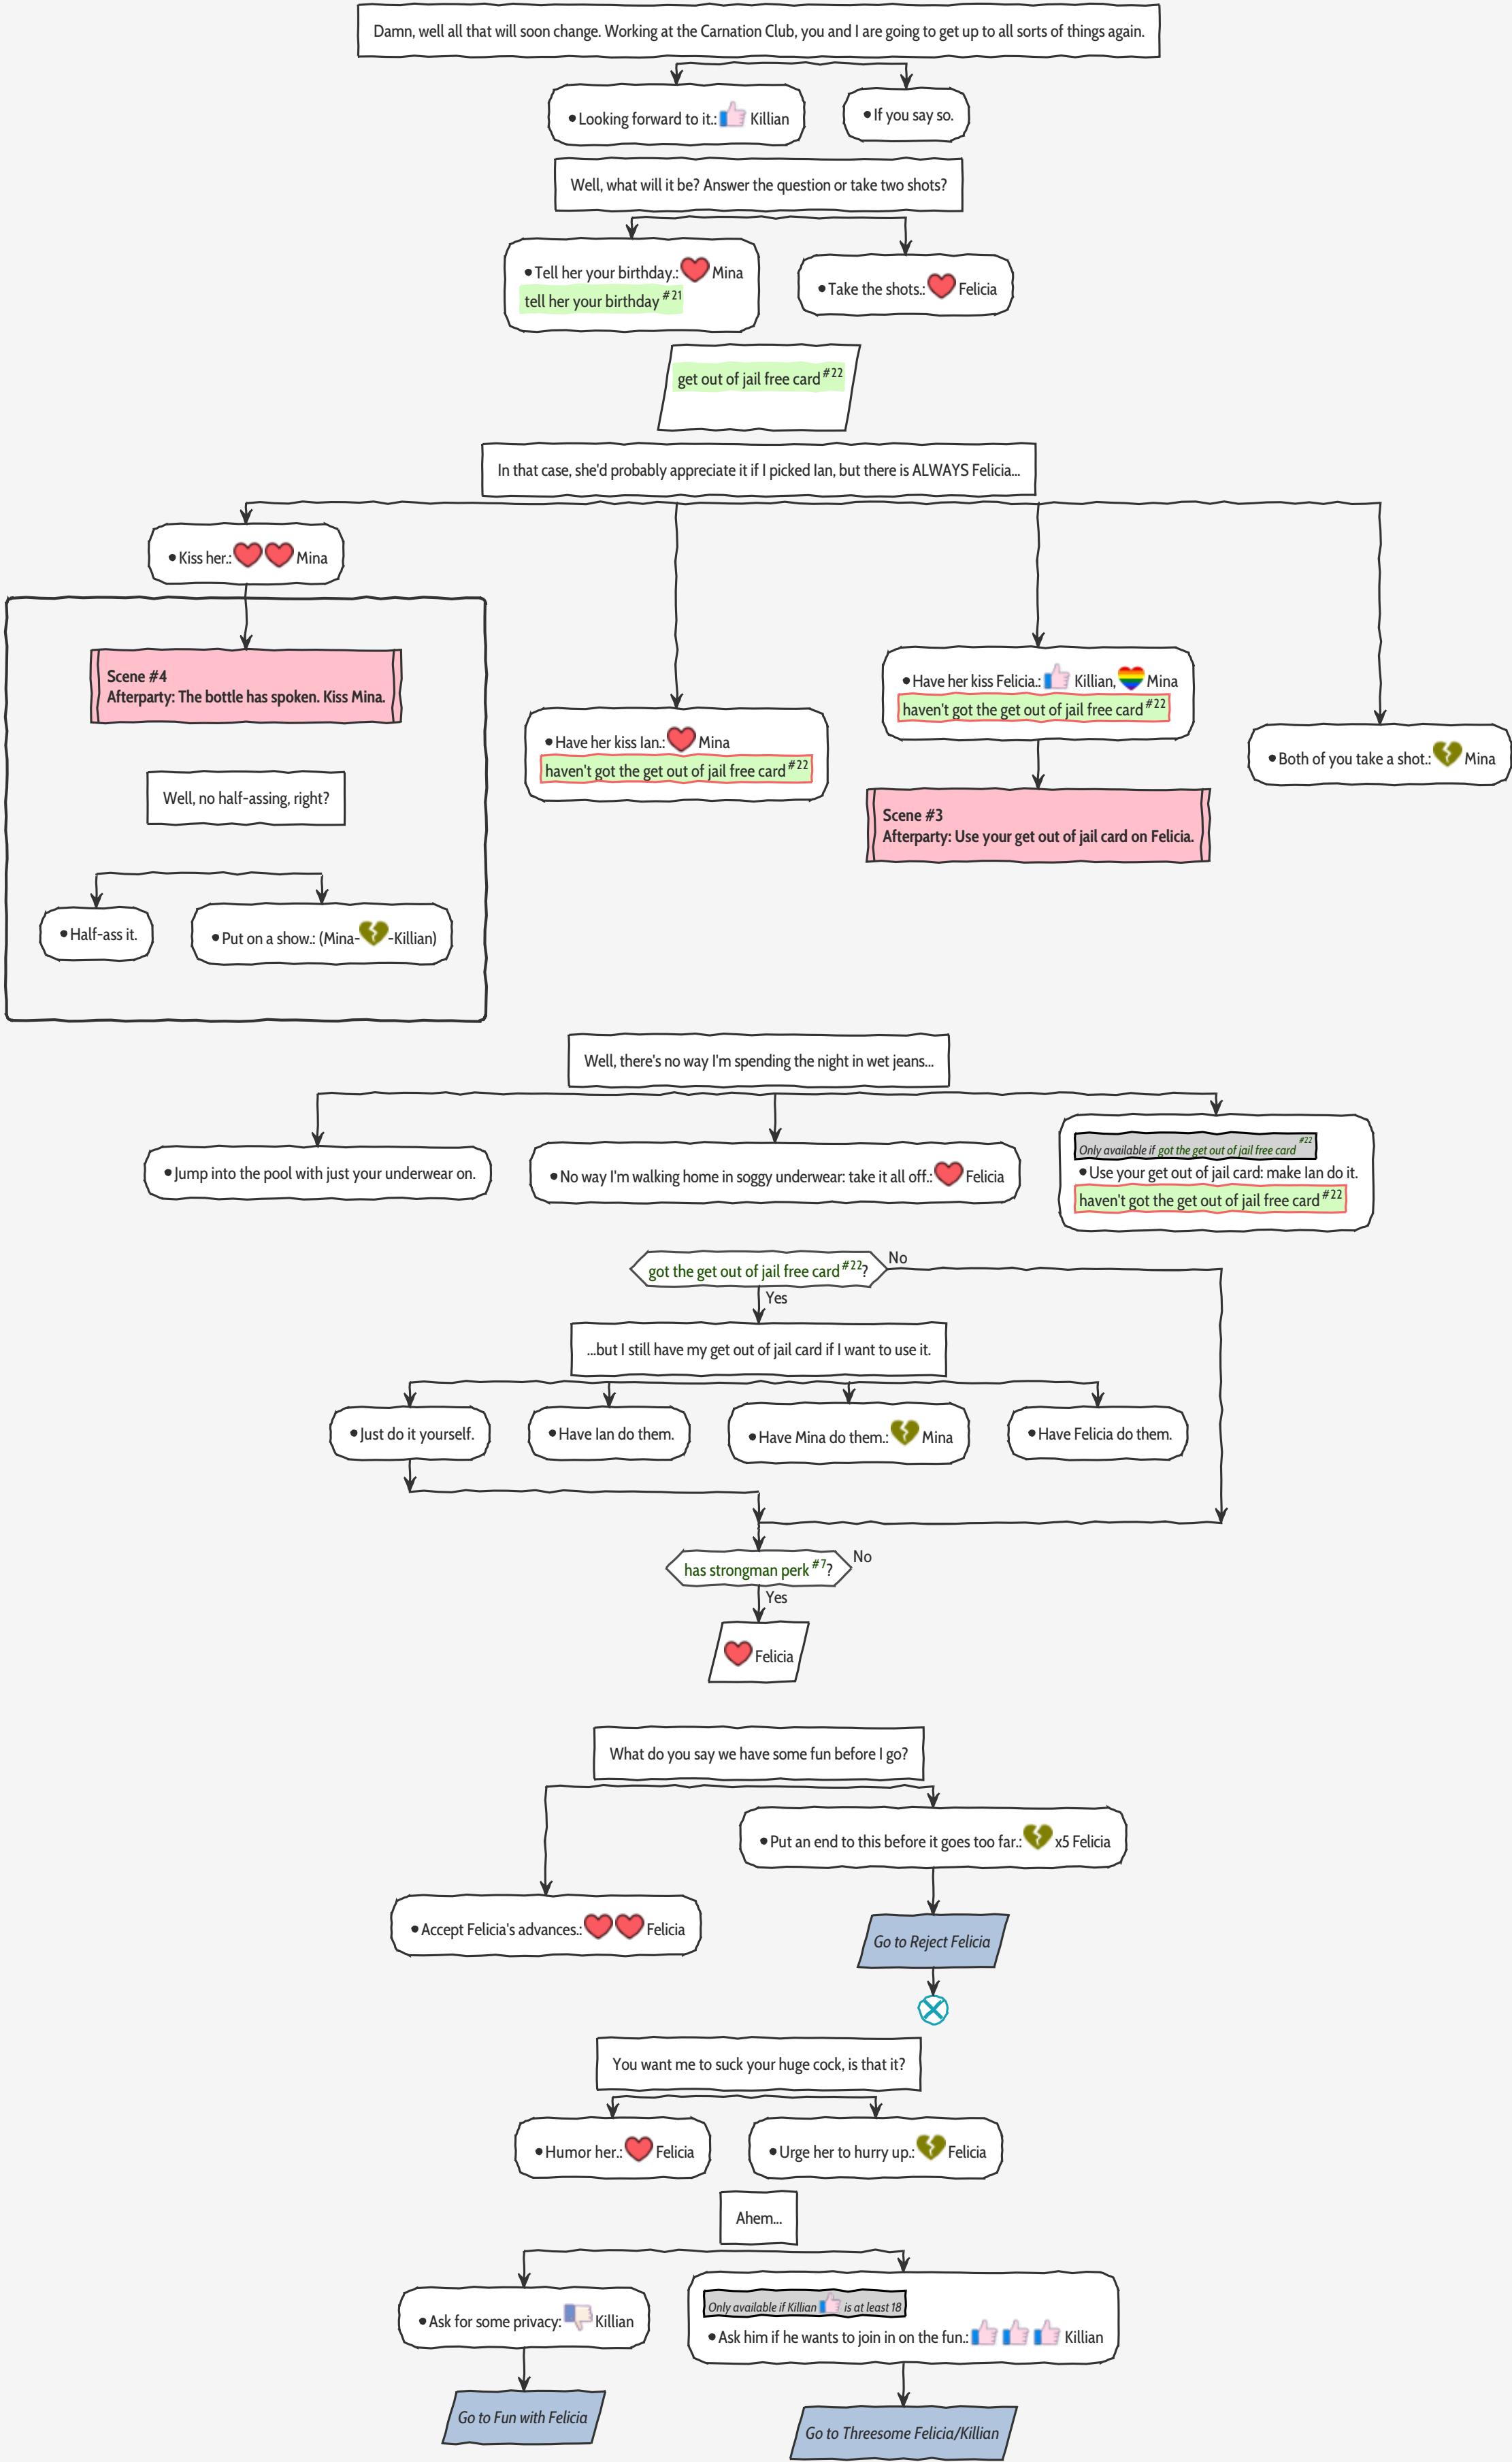 Damn, well all that will soon change. Working at the Carnation Club, you and I are going to get up to all sorts of things again.
•Looking forward to it.: Killian
•If you say so.
Well, what will it be? Answer the question or take two shots?
•Tell her your birthday.: Mina
tell her your birthday #21
•Take the shots.: Felicia
get out of jail free card #22
In that case, she'd probably appreciate it if I picked Ian, but there is ALWAYS Felicia...
•Kiss her.: Mina
Scene #4
Afterparty: The bottle has spoken. Kiss Mina.
Well, no half-assing, right?
•Half-ass it.
•Put on a show.: (Mina- -Killian)
•Have her kiss Ian.: Mina
haven't got the get out of jail free card #22
•Have her kiss Felicia.: Killian, Mina
haven't got the get out of jail free card #22
Scene #3
Afterparty: Use your get out of jail card on Felicia.
•Both of you take a shot.: Mina
Well, there's no way I'm spending the night in wet jeans...
•Jump into the pool with just your underwear on.
•No way I'm walking home in soggy underwear: take it all off.: Felicia
Only available if got the get out of jail free card #22
•Use your get out of jail card: make Ian do it.
haven't got the get out of jail free card #22
got the get out of jail free card #22?
No
Yes
...but I still have my get out of jail card if I want to use it.
•Just do it yourself.
•Have Ian do them.
•Have Mina do them.: Mina
•Have Felicia do them.
has strongman perk #7?
No
Yes
Felicia
What do you say we have some fun before I go?
•Accept Felicia's advances.: Felicia
•Put an end to this before it goes too far.: x5 Felicia
Go to Reject Felicia
You want me to suck your huge cock, is that it?
•Humor her.: Felicia
•Urge her to hurry up.: Felicia
Ahem...
•Ask for some privacy: Killian
Go to Fun with Felicia
Only available if Killian is at least 18
•Ask him if he wants to join in on the fun.: Killian
Go to Threesome Felicia/Killian